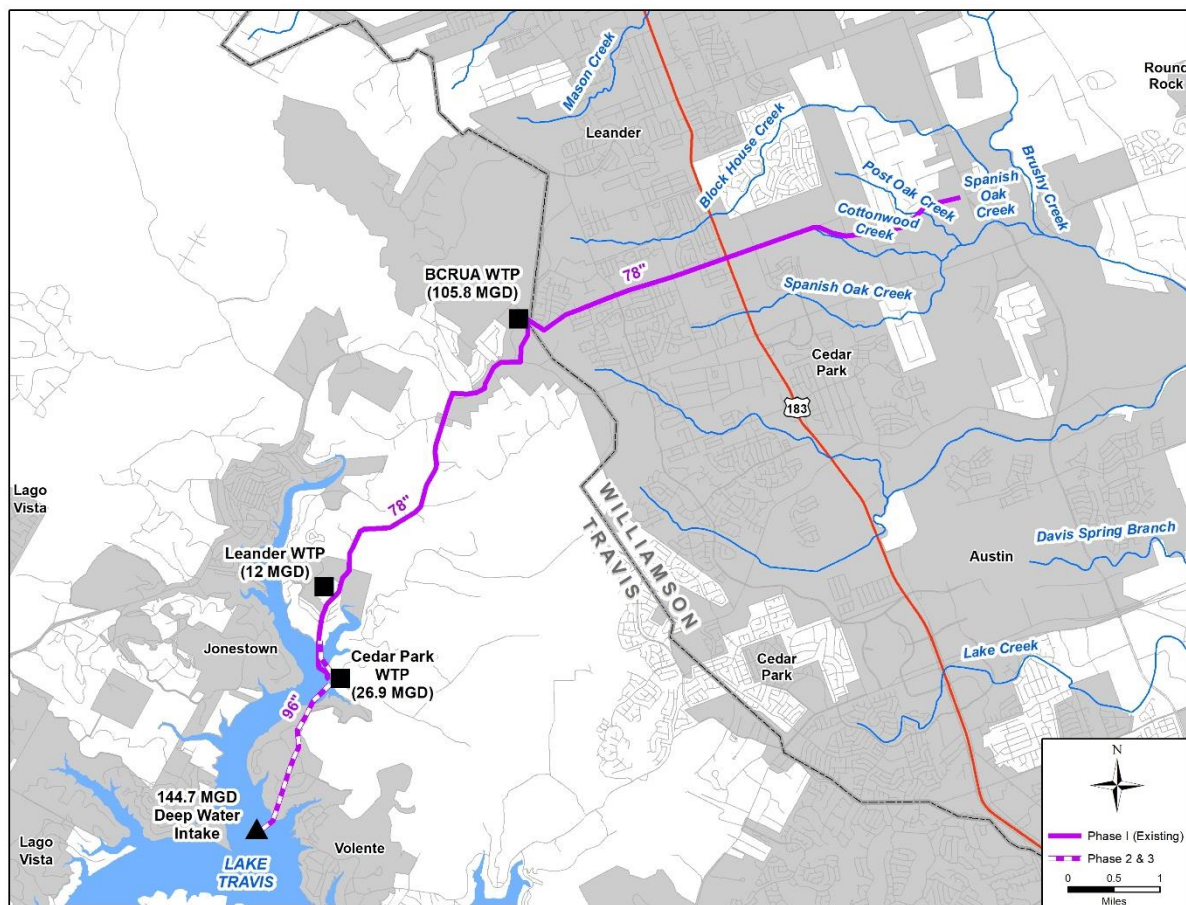 Mason Creek
Leander
Round
Rock
Block House Creek
Post Oak Creek
Spanish
Oak
Creek
Brushy Creek
Cottonwood
Creek
BCRUA WTP
(105.8 MGD)
78"
Spanish Oak Creek
Cedar
Park
183
Lago
Vista
78"
WILLIAMSON
TRAVIS
Davis Spring Branch
Austin
Leander WTP
(12 MGD)
Jonestown
Cedar Park
WTP
(26.9 MGD)
Cedar
Park
Lake Creek
96"
144.7 MGD
Deep Water
Intake
Lago
Vista
LAKE
TRAVIS
Volente
N
Phase I (Existing)
Phase 2 & 3
0 0.5 1
Miles